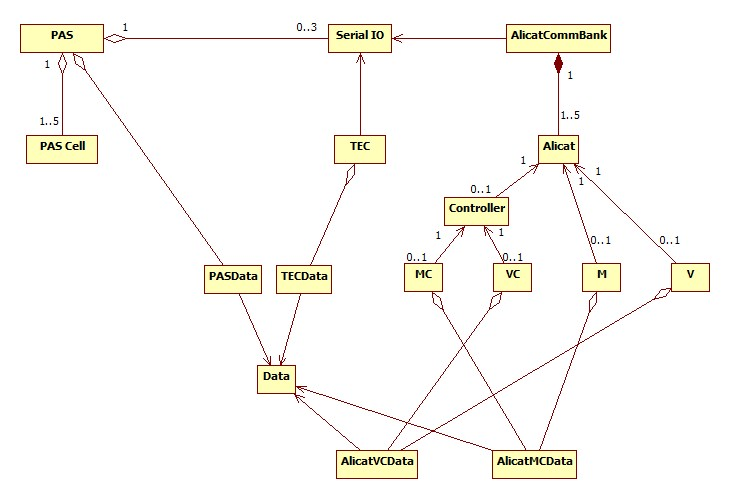 PAS
1
0..3
Serial IO
AlicatCommBank
1
1
1..5
1..5
PAS Cell
TEC
Alicat
1
1
1
0..1
Controller
1
1
0..1
0..1
0..1
0..1
MC
VC
M
V
PASData
TECData
Data
AlicatVCData
AlicatMCData